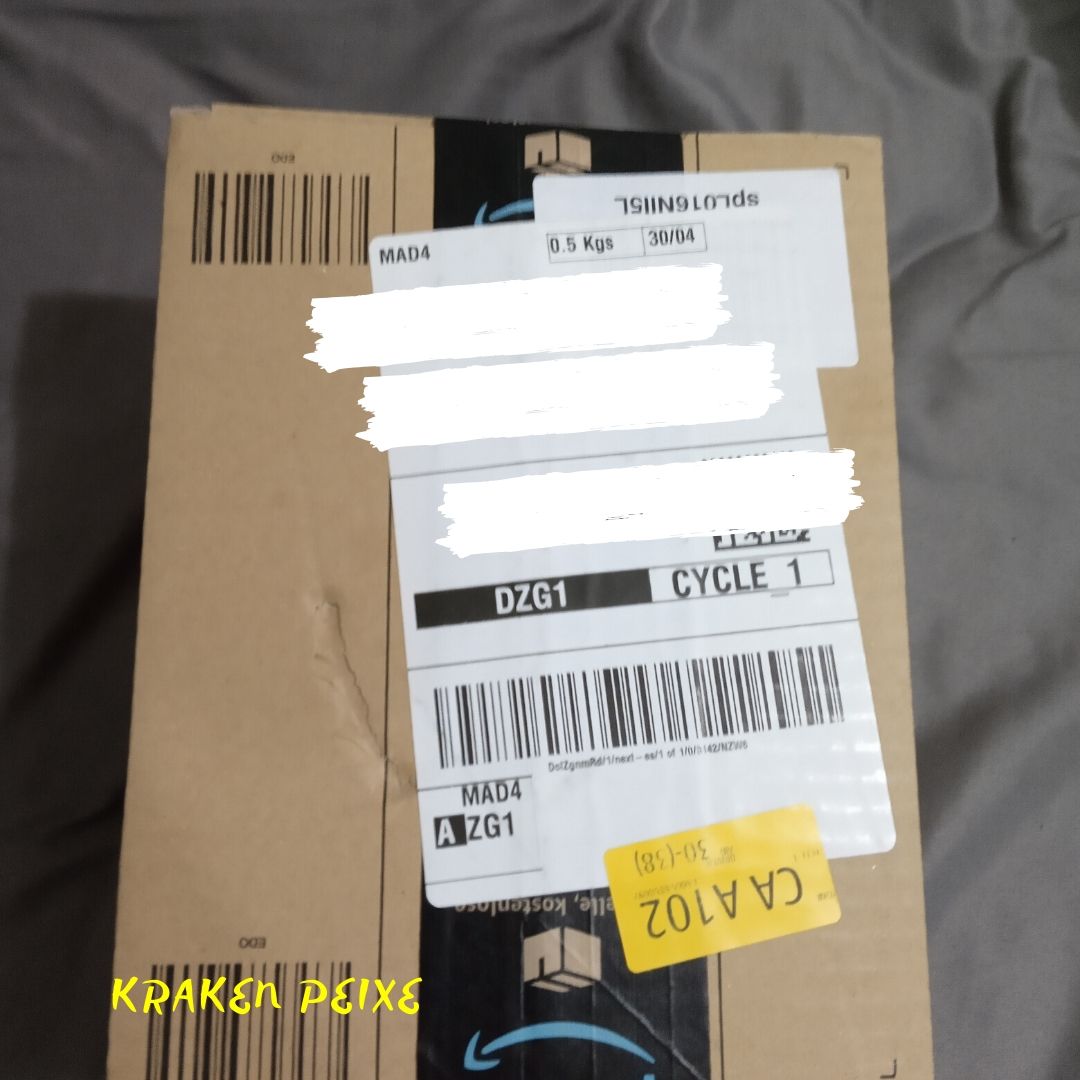 EDO
spL016NII5L
MAD4
0.5 Kgs
30/04
DZG1
CYCLE_1
MAD4
A ZG1
30-(38)
CA A102
elle, kostenlose
EDO
KRAKEN PEIXE